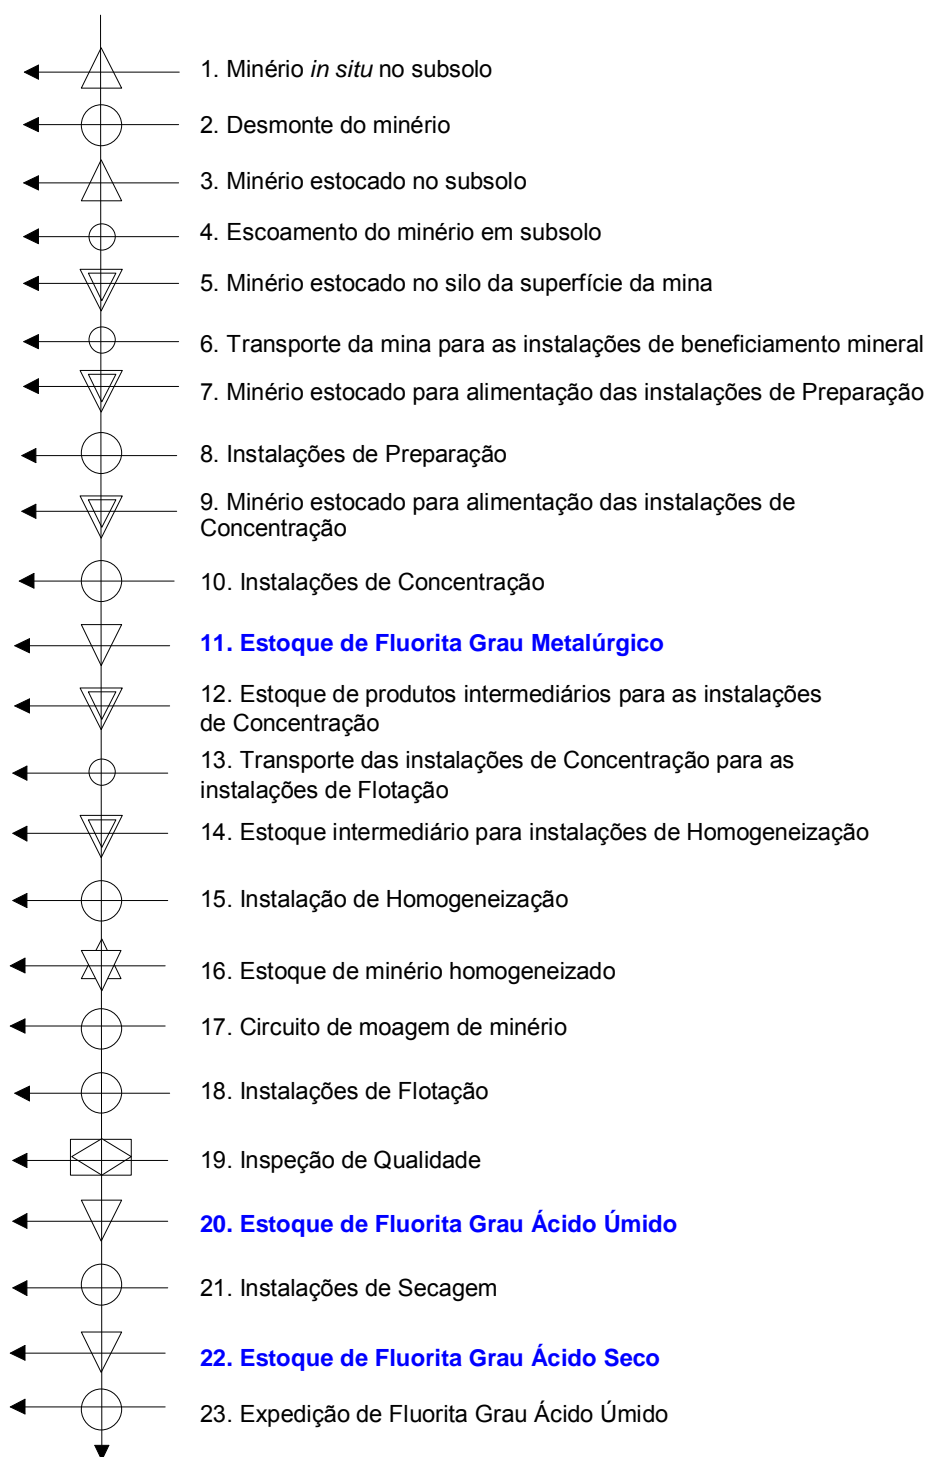 1. Minério in situ no subsolo
2. Desmonte do minério
3. Minério estocado no subsolo
4. Escoamento do minério em subsolo
5. Minério estocado no silo da superfície da mina
6. Transporte da mina para as instalações de beneficiamento mineral
7. Minério estocado para alimentação das instalações de Preparação
8. Instalações de Preparação
9. Minério estocado para alimentação das instalações de
Concentração
10. Instalações de Concentração
11. Estoque de Fluorita Grau Metalúrgico
12. Estoque de produtos intermediários para as instalações
de Concentração
13. Transporte das instalações de Concentração para as
instalações de Flotação
14. Estoque intermediário para instalações de Homogeneização
15. Instalação de Homogeneização
16. Estoque de minério homogeneizado
17. Circuito de moagem de minério
18. Instalações de Flotação
19. Inspeção de Qualidade
20. Estoque de Fluorita Grau Ácido Úmido
21. Instalações de Secagem
22. Estoque de Fluorita Grau Ácido Seco
23. Expedição de Fluorita Grau Ácido Úmido